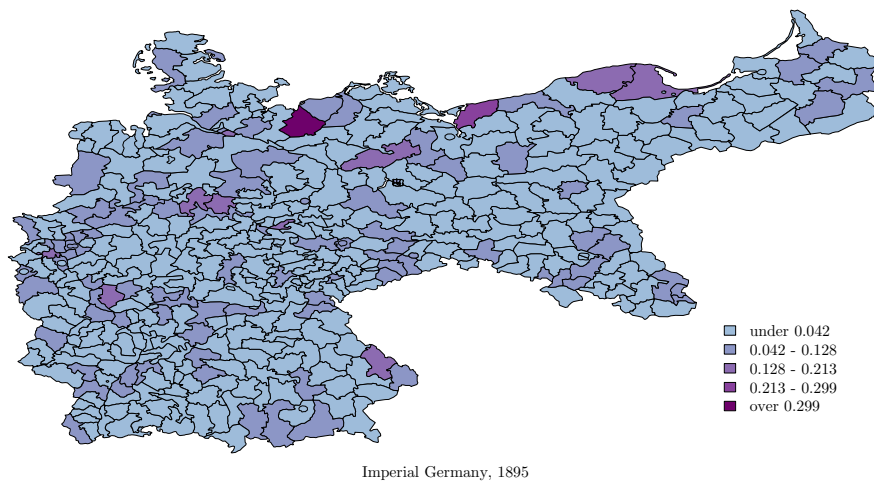 under 0.042
0.042 - 0.128
0.128 - 0.213
0.213 - 0.299
over 0.299
Imperial Germany, 1895